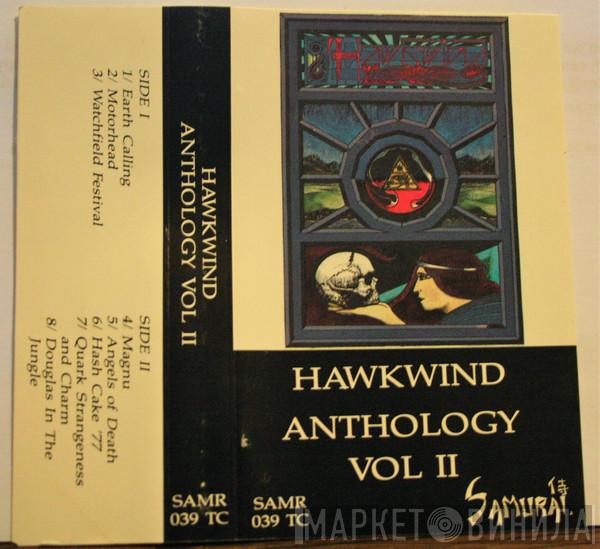 SIDE I
1/ Earth Calling
2/ Motorhead
3/ Watchfield Festival
SIDE II
4/ Magnu
5/ Angels of Death
6/ Hash Cake '77
7/ Quark Strangeness
and Charm
8/ Douglas In The
Jungle
HAWKWIND
ANTHOLOGY VOL II
SAMR
039 TC
HAWKWIND
HAWKWIND
ANTHOLOGY
VOL II
SAMR
039 TC
SAMURAI
侍
МАРКЕТ ВИНИЛА